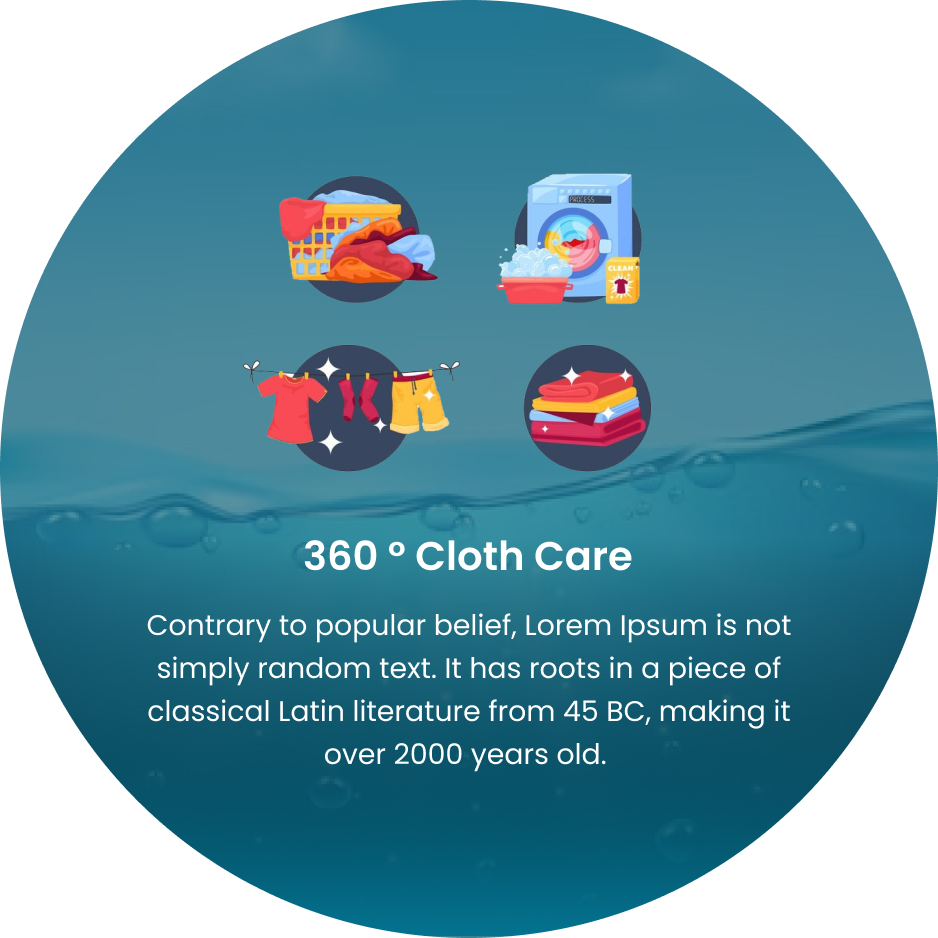 PROCESS
CLEAN
360 ° Cloth Care
Contrary to popular belief, Lorem Ipsum is not
simply random text. It has roots in a piece of
classical Latin literature from 45 BC, making it
over 2000 years old.